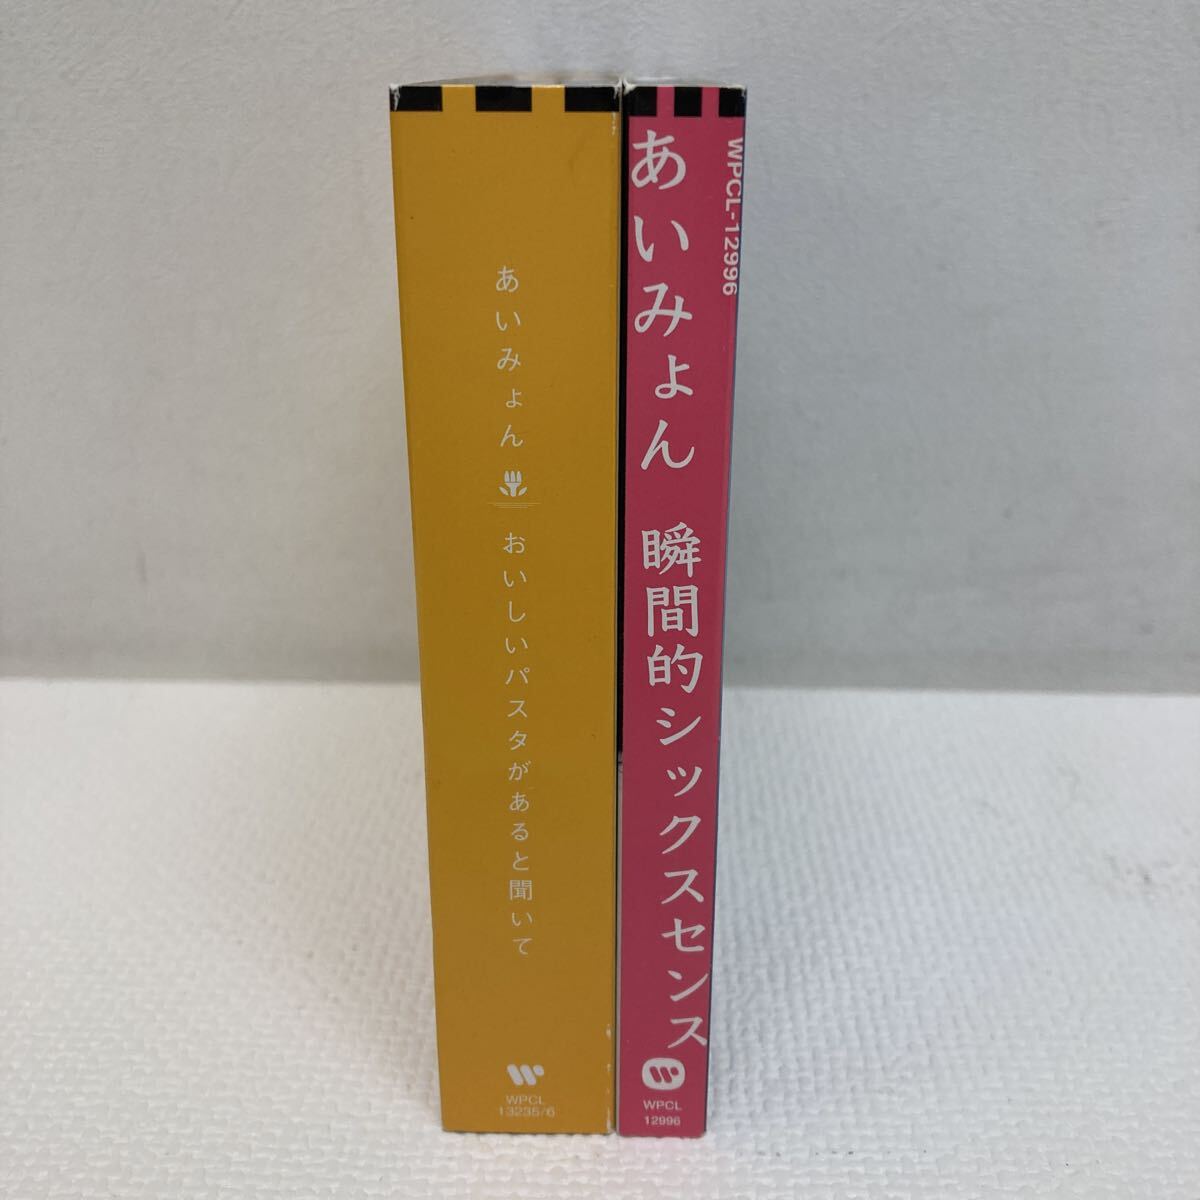 あいみょん
おいしいパスタがあると聞いて
WPCL
13235/6
WPCL-12996
あいみょん 瞬間的シックスセンス
WPCL
12996